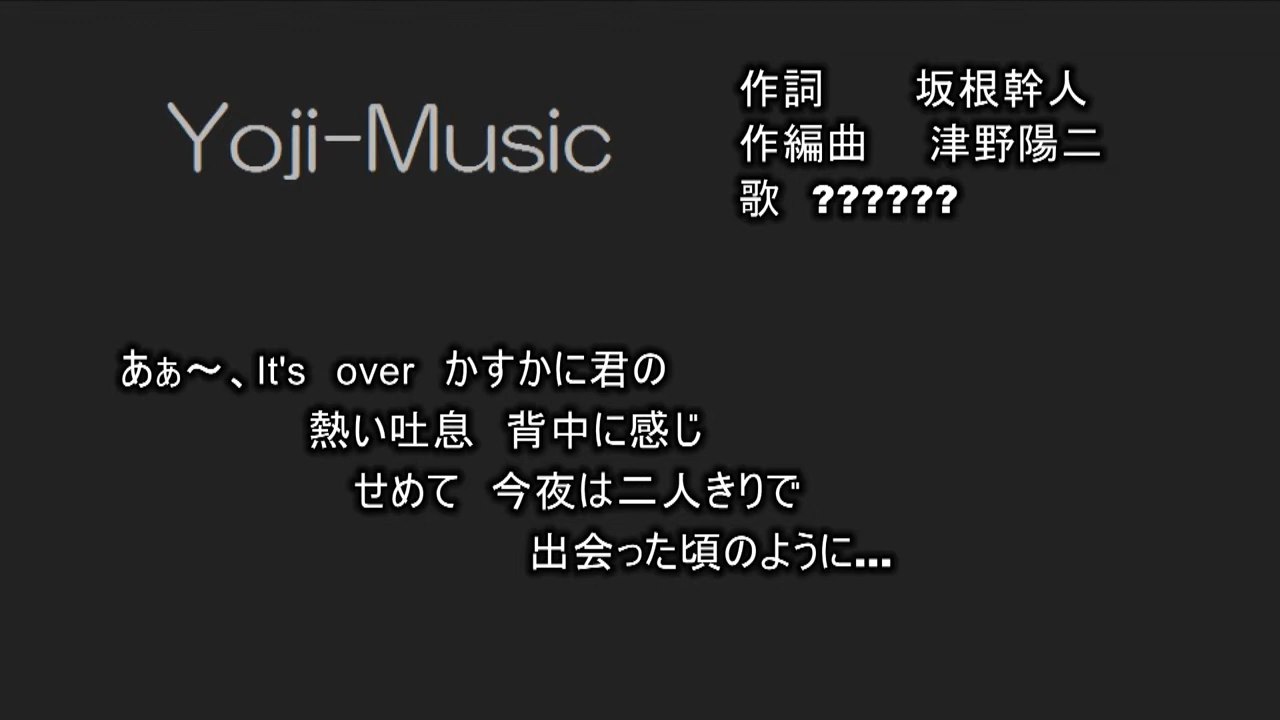 Yoji-Music
作詞　　坂根幹人
作編曲　津野陽二
歌　??????
あぁ～、It's over かすかに君の
熱い吐息　背中に感じ
せめて　今夜は二人きりで
出会った頃のように...